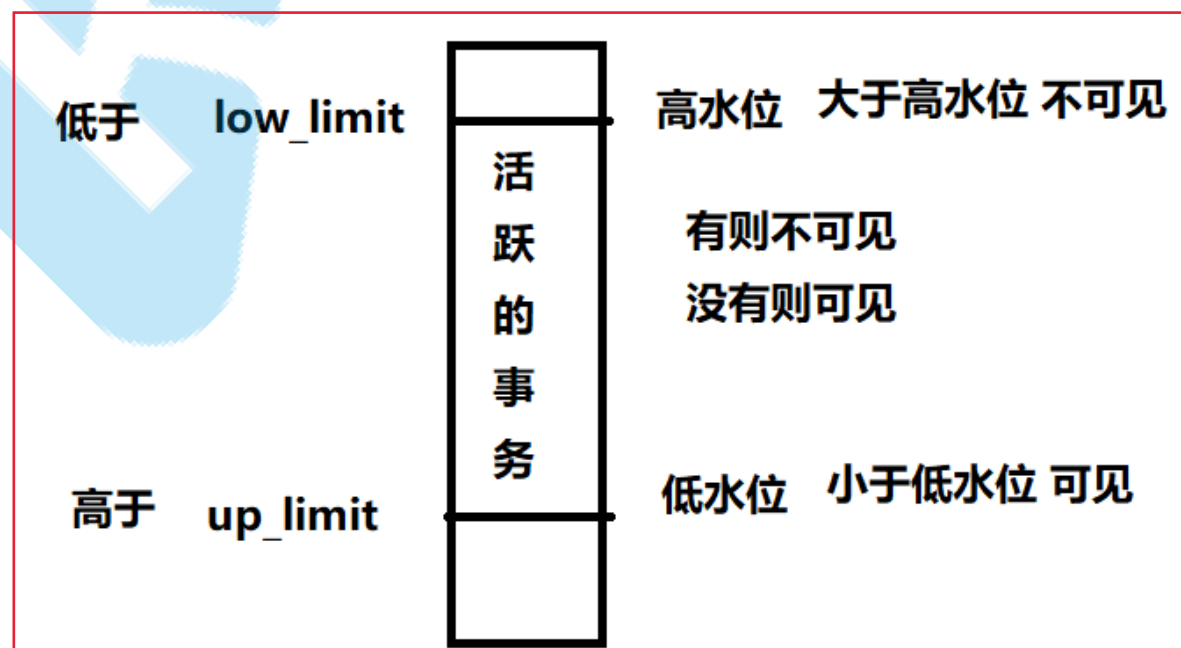 低于 low_limit 高水位 大于高水位 不可见
活跃的事务
有则不可见
没有则可见
高于 up_limit 低水位 小于低水位 可见